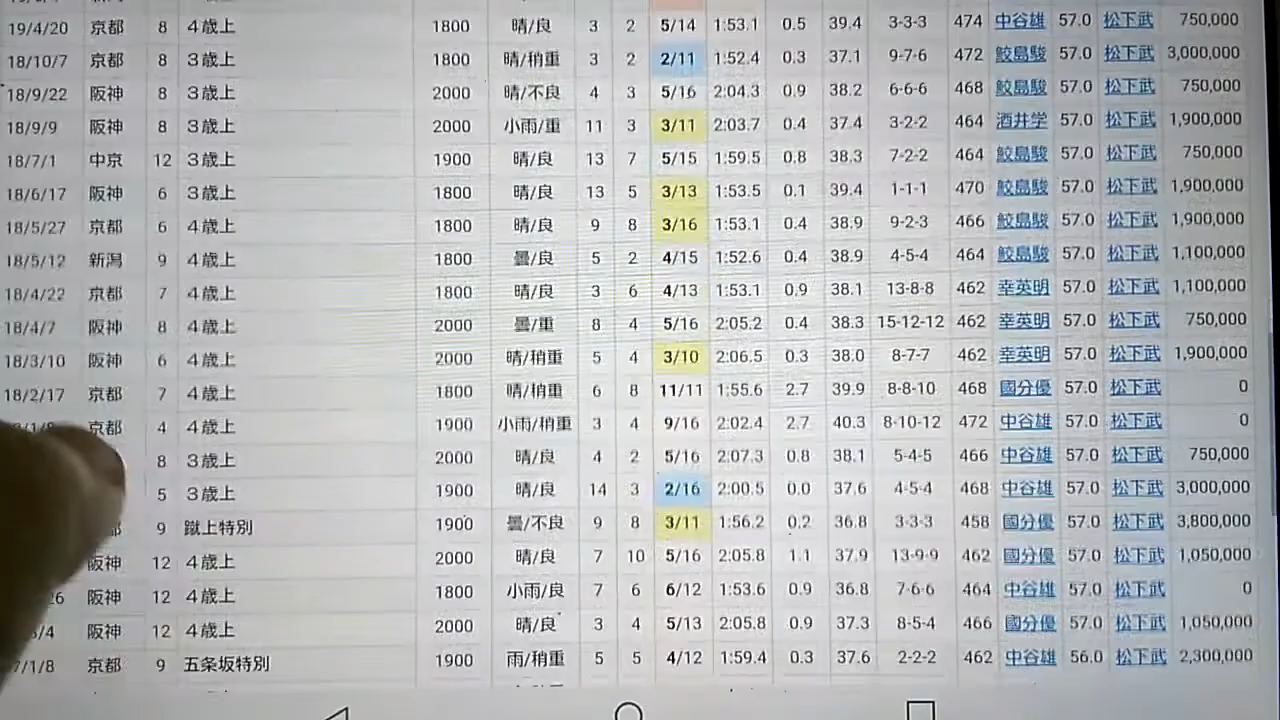 19/4/20 京都 8 4歳上 1800 晴/良 3 2 5/14 1:53.1 0.5 39.4 3-3-3 474 中谷雄 57.0 松下武 750,000
18/10/7 京都 8 3歳上 1800 晴/稍重 3 2 2/11 1:52.4 0.3 37.1 9-7-6 472 鮫島駿 57.0 松下武 3,000,000
18/9/22 阪神 8 3歳上 2000 晴/不良 4 3 5/16 2:04.3 0.9 38.2 6-6-6 468 鮫島駿 57.0 松下武 750,000
18/9/9 阪神 8 3歳上 2000 小雨/重 11 3 3/11 2:03.7 0.4 37.4 3-2-2 464 酒井学 57.0 松下武 1,900,000
18/7/1 中京 12 3歳上 1900 晴/良 13 7 5/15 1:59.5 0.8 38.3 7-2-2 464 鮫島駿 57.0 松下武 750,000
18/6/17 阪神 6 3歳上 1800 晴/良 13 5 3/13 1:53.5 0.1 39.4 1-1-1 470 鮫島駿 57.0 松下武 1,900,000
18/5/27 京都 6 4歳上 1800 晴/良 9 8 3/16 1:53.1 0.4 38.9 9-2-3 466 鮫島駿 57.0 松下武 1,900,000
18/5/12 新潟 9 4歳上 1800 曇/良 5 2 4/15 1:52.6 0.4 38.9 4-5-4 464 鮫島駿 57.0 松下武 1,100,000
18/4/22 京都 7 4歳上 1800 晴/良 3 6 4/13 1:53.1 0.9 38.1 13-8-8 462 幸英明 57.0 松下武 1,100,000
18/4/7 阪神 8 4歳上 2000 曇/重 8 4 5/16 2:05.2 0.4 38.3 15-12-12 462 幸英明 57.0 松下武 750,000
18/3/10 阪神 6 4歳上 2000 晴/稍重 5 4 3/10 2:06.5 0.3 38.0 8-7-7 462 幸英明 57.0 松下武 1,900,000
18/2/17 京都 7 4歳上 1800 晴/稍重 6 8 11/11 1:55.6 2.7 39.9 8-8-10 468 國分優 57.0 松下武 0
京都 4 4歳上 1900 小雨/稍重 3 4 9/16 2:02.4 2.7 40.3 8-10-12 472 中谷雄 57.0 松下武 0
8 3歳上 2000 晴/良 4 2 5/16 2:07.3 0.8 38.1 5-4-5 466 中谷雄 57.0 松下武 750,000
5 3歳上 1900 晴/良 14 3 2/16 2:00.5 0.0 37.6 4-5-4 468 中谷雄 57.0 松下武 3,000,000
9 蹴上特別 1900 曇/不良 9 8 3/11 1:56.2 0.2 36.8 3-3-3 458 國分優 57.0 松下武 3,800,000
阪神 12 4歳上 2000 晴/良 7 10 5/16 2:05.8 1.1 37.9 13-9-9 462 國分優 57.0 松下武 1,050,000
26 阪神 12 4歳上 1800 小雨/良 7 6 6/12 1:53.6 0.9 36.8 7-6-6 464 中谷雄 57.0 松下武 0
/4 阪神 12 4歳上 2000 晴/良 3 4 5/13 2:05.8 0.9 37.3 8-5-4 466 國分優 57.0 松下武 1,050,000
7/1/8 京都 9 五条坂特別 1900 雨/稍重 5 5 4/12 1:59.4 0.3 37.6 2-2-2 462 中谷雄 56.0 松下武 2,300,000